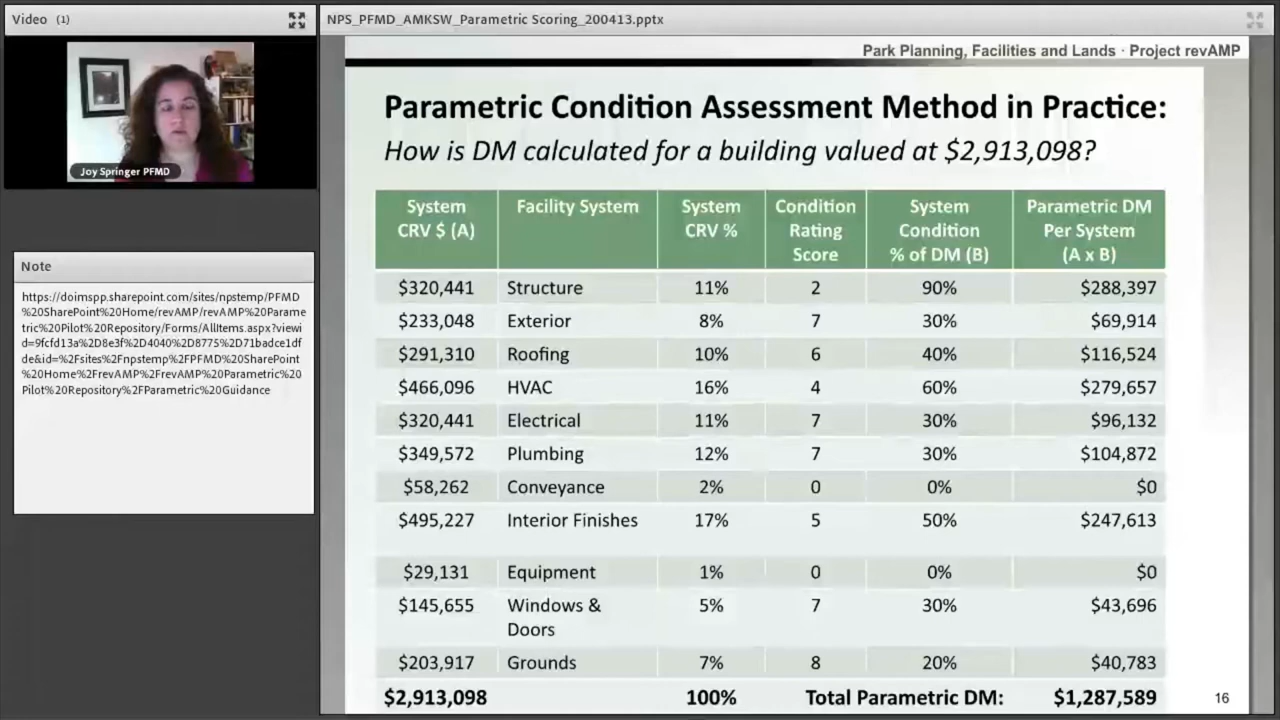 Video (1)
NPS_PFMD_AMKSW_Parametric Scoring_200413.pptx
Joy Springer PFMD
Note
https://doimspp.sharepoint.com/sites/npstemp/PFMD
%20SharePoint%20Home/revAMP/revAMP%20Parame
tric%20Pilot%20Repository/Forms/AllItems.aspx?viewi
d=9fcfd13a%2D8e3f%2D4040%2D8775%2D71badce1df
de&id=%2Fsites%2Fnpstemp%2FPFMD%20SharePoint
%20Home%2FrevAMP%2FrevAMP%20Parametric%20
Pilot%20Repository%2FParametric%20Guidance
Park Planning, Facilities and Lands · Project revAMP
Parametric Condition Assessment Method in Practice:
How is DM calculated for a building valued at $2,913,098?
System CRV $ (A) Facility System System CRV % Condition Rating Score System Condition % of DM (B) Parametric DM Per System (A x B)
$320,441 Structure 11% 2 90% $288,397
$233,048 Exterior 8% 7 30% $69,914
$291,310 Roofing 10% 6 40% $116,524
$466,096 HVAC 16% 4 60% $279,657
$320,441 Electrical 11% 7 30% $96,132
$349,572 Plumbing 12% 7 30% $104,872
$58,262 Conveyance 2% 0 0% $0
$495,227 Interior Finishes 17% 5 50% $247,613
$29,131 Equipment 1% 0 0% $0
$145,655 Windows & Doors 5% 7 30% $43,696
$203,917 Grounds 7% 8 20% $40,783
$2,913,098 100% Total Parametric DM: $1,287,589
16